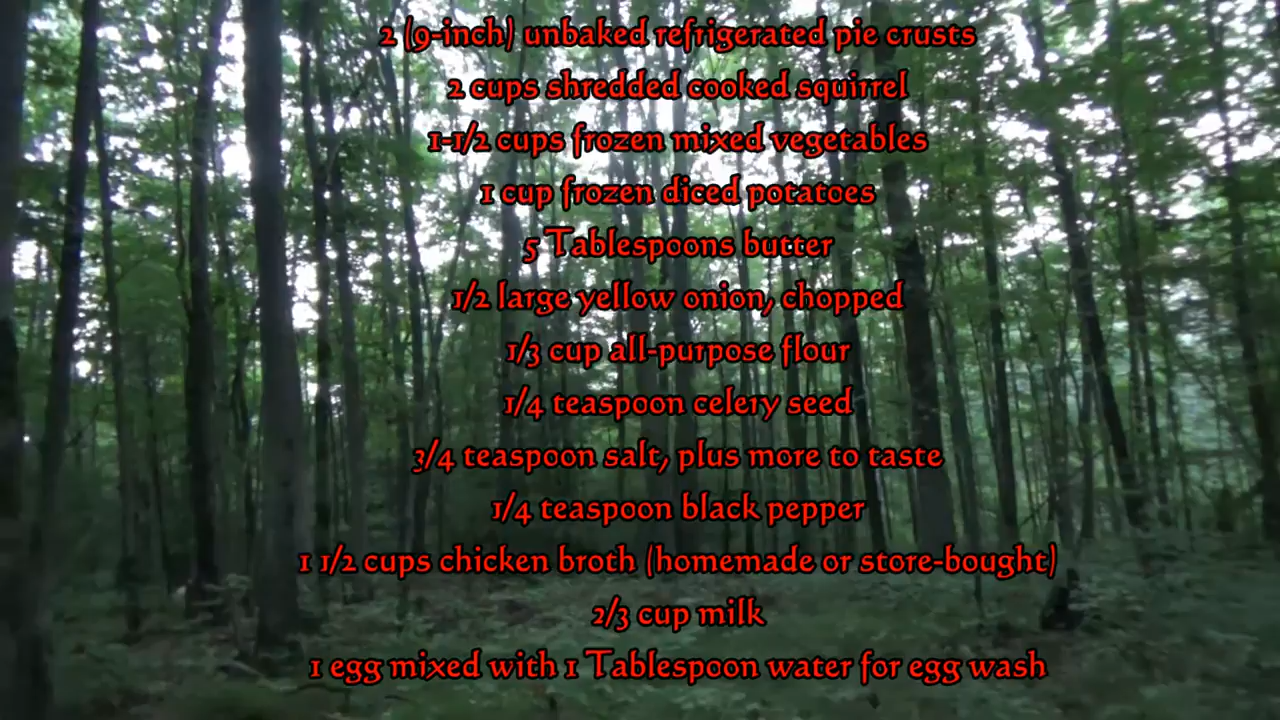 2 (9-inch) unbaked refrigerated pie crusts
2 cups shredded cooked squirrel
1-1/2 cups frozen mixed vegetables
1 cup frozen diced potatoes
5 Tablespoons butter
1/2 large yellow onion, chopped
1/3 cup all-purpose flour
1/4 teaspoon celery seed
3/4 teaspoon salt, plus more to taste
1/4 teaspoon black pepper
1 1/2 cups chicken broth (homemade or store-bought)
2/3 cup milk
1 egg mixed with 1 Tablespoon water for egg wash